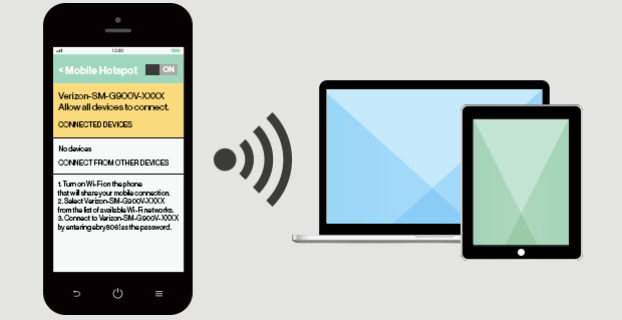 12:00
< Mobile Hotspot ON
Verizon-SM-G900V-XXXX
Allow all devices to connect.
CONNECTED DEVICES
No devices
CONNECT FROM OTHER DEVICES
1. Turn on Wi-Fi on the phone
that will share your mobile connection.
2. Select Verizon-SM-G900V-XXXX
from the list of available Wi-Fi networks.
3. Connect to Verizon-SM-G900V-XXXX
by entering as the password.